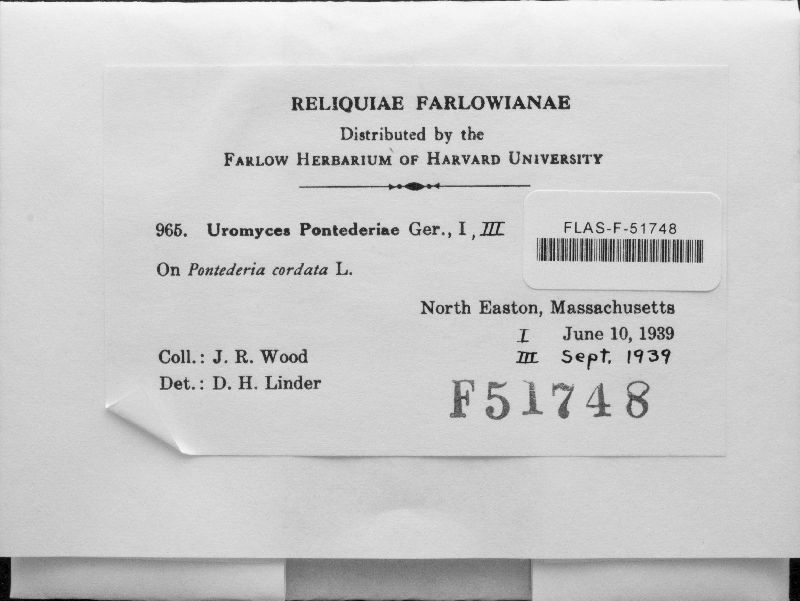 RELIQUIAE FARLOWIANAE
Distributed by the
FARLOW HERBARIUM OF HARVARD UNIVERSITY
965. Uromyces Pontederiae Ger., I, III
FLAS-F-51748
On Pontederia cordata L.
North Easton, Massachusetts
I June 10, 1939
Coll.: J. R. Wood
III Sept. 1939
Det.: D. H. Linder
F51748